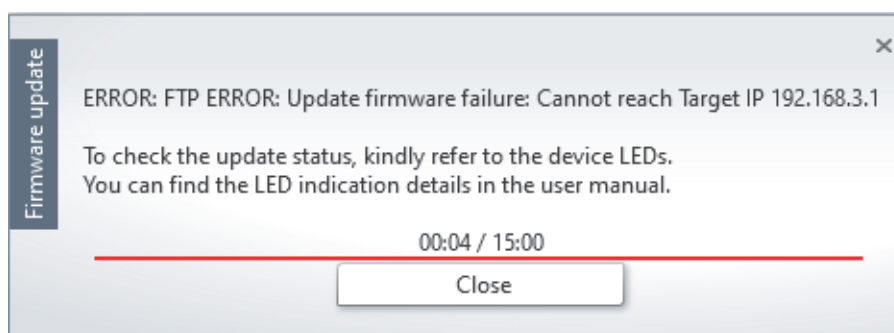 Firmware update
ERROR: FTP ERROR: Update firmware failure: Cannot reach Target IP 192.168.3.1
To check the update status, kindly refer to the device LEDs.
You can find the LED indication details in the user manual.
00:04 / 15:00
Close